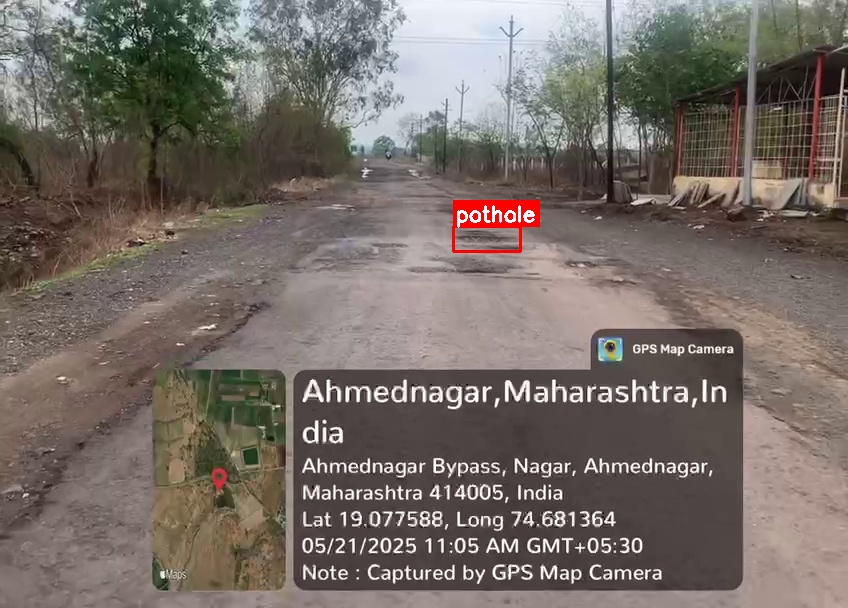 pothole
GPS Map Camera
Ahmednagar,Maharashtra,In
dia
Ahmednagar Bypass, Nagar, Ahmednagar,
Maharashtra 414005, India
Lat 19.077588, Long 74.681364
05/21/2025 11:05 AM GMT+05:30
Note : Captured by GPS Map Camera
Maps